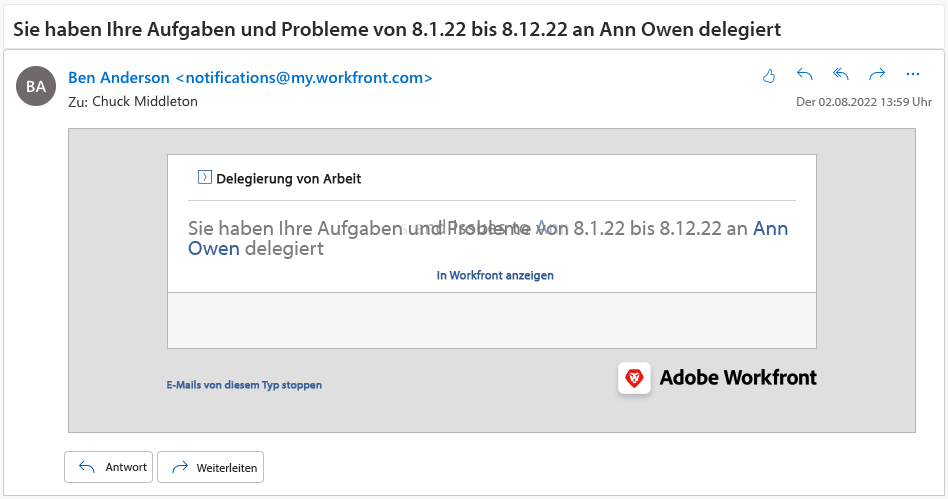 Sie haben Ihre Aufgaben und Probleme von 8.1.22 bis 8.12.22 an Ann Owen delegiert
BA
Ben Anderson <notifications@my.workfront.com>
Zu: Chuck Middleton
Der 02.08.2022 13:59 Uhr
Delegierung von Arbeit
Sie haben Ihre Aufgaben und Probleme von 8.1.22 bis 8.12.22 an Ann
Owen delegiert
In Workfront anzeigen
E-Mails von diesem Typ stoppen
Adobe Workfront
Antwort
Weiterleiten